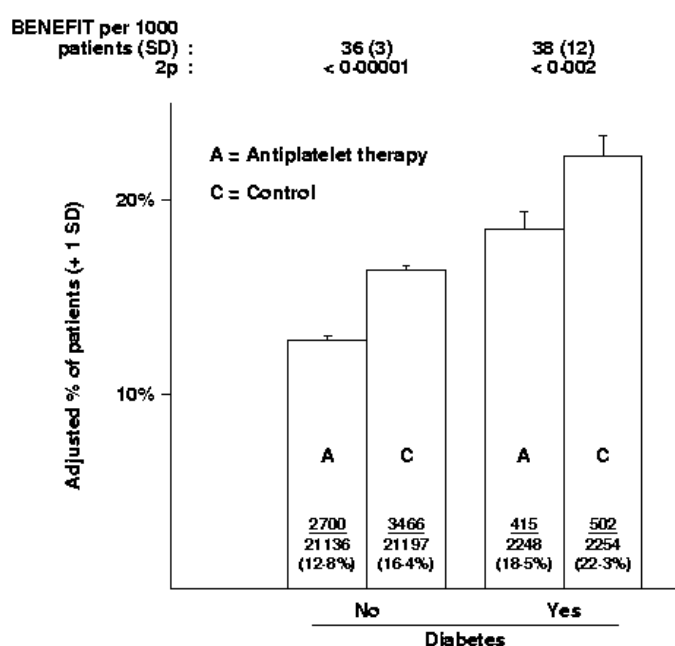 BENEFIT per 1000
patients (SD) : 36 (3) 38 (12)
2p : < 0·00001 < 0·002
A = Antiplatelet therapy
C = Control
20%
10%
Adjusted % of patients (+ 1 SD)
A C A C
2700 3466 415 502
21136 21197 2248 2254
(12·8%) (16·4%) (18·5%) (22·3%)
No Yes
Diabetes